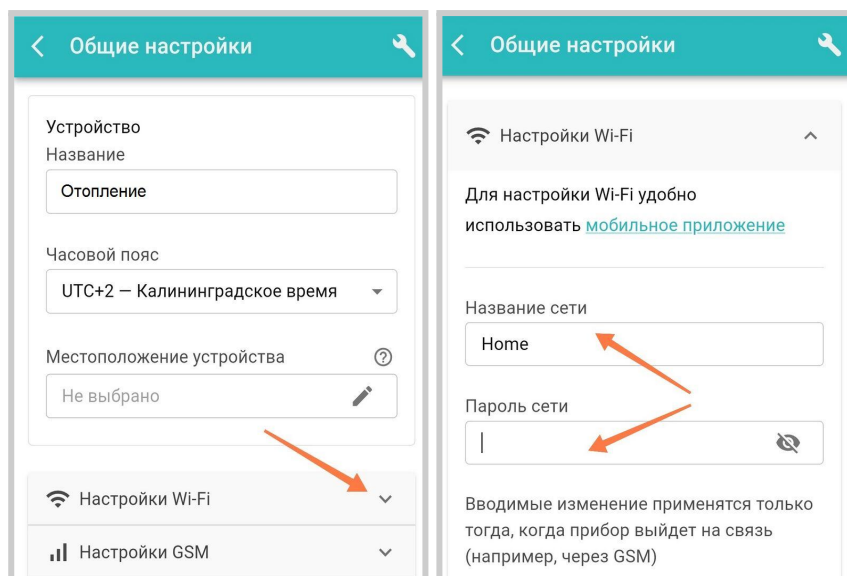 Общие настройки
Устройство
Название
Отопление
Часовой пояс
UTC+2 — Калининградское время
Местоположение устройства
Не выбрано
Настройки Wi-Fi
Настройки GSM
Общие настройки
Настройки Wi-Fi
Для настройки Wi-Fi удобно
использовать мобильное приложение
Название сети
Home
Пароль сети
Вводимые изменение применятся только
тогда, когда прибор выйдет на связь
(например, через GSM)